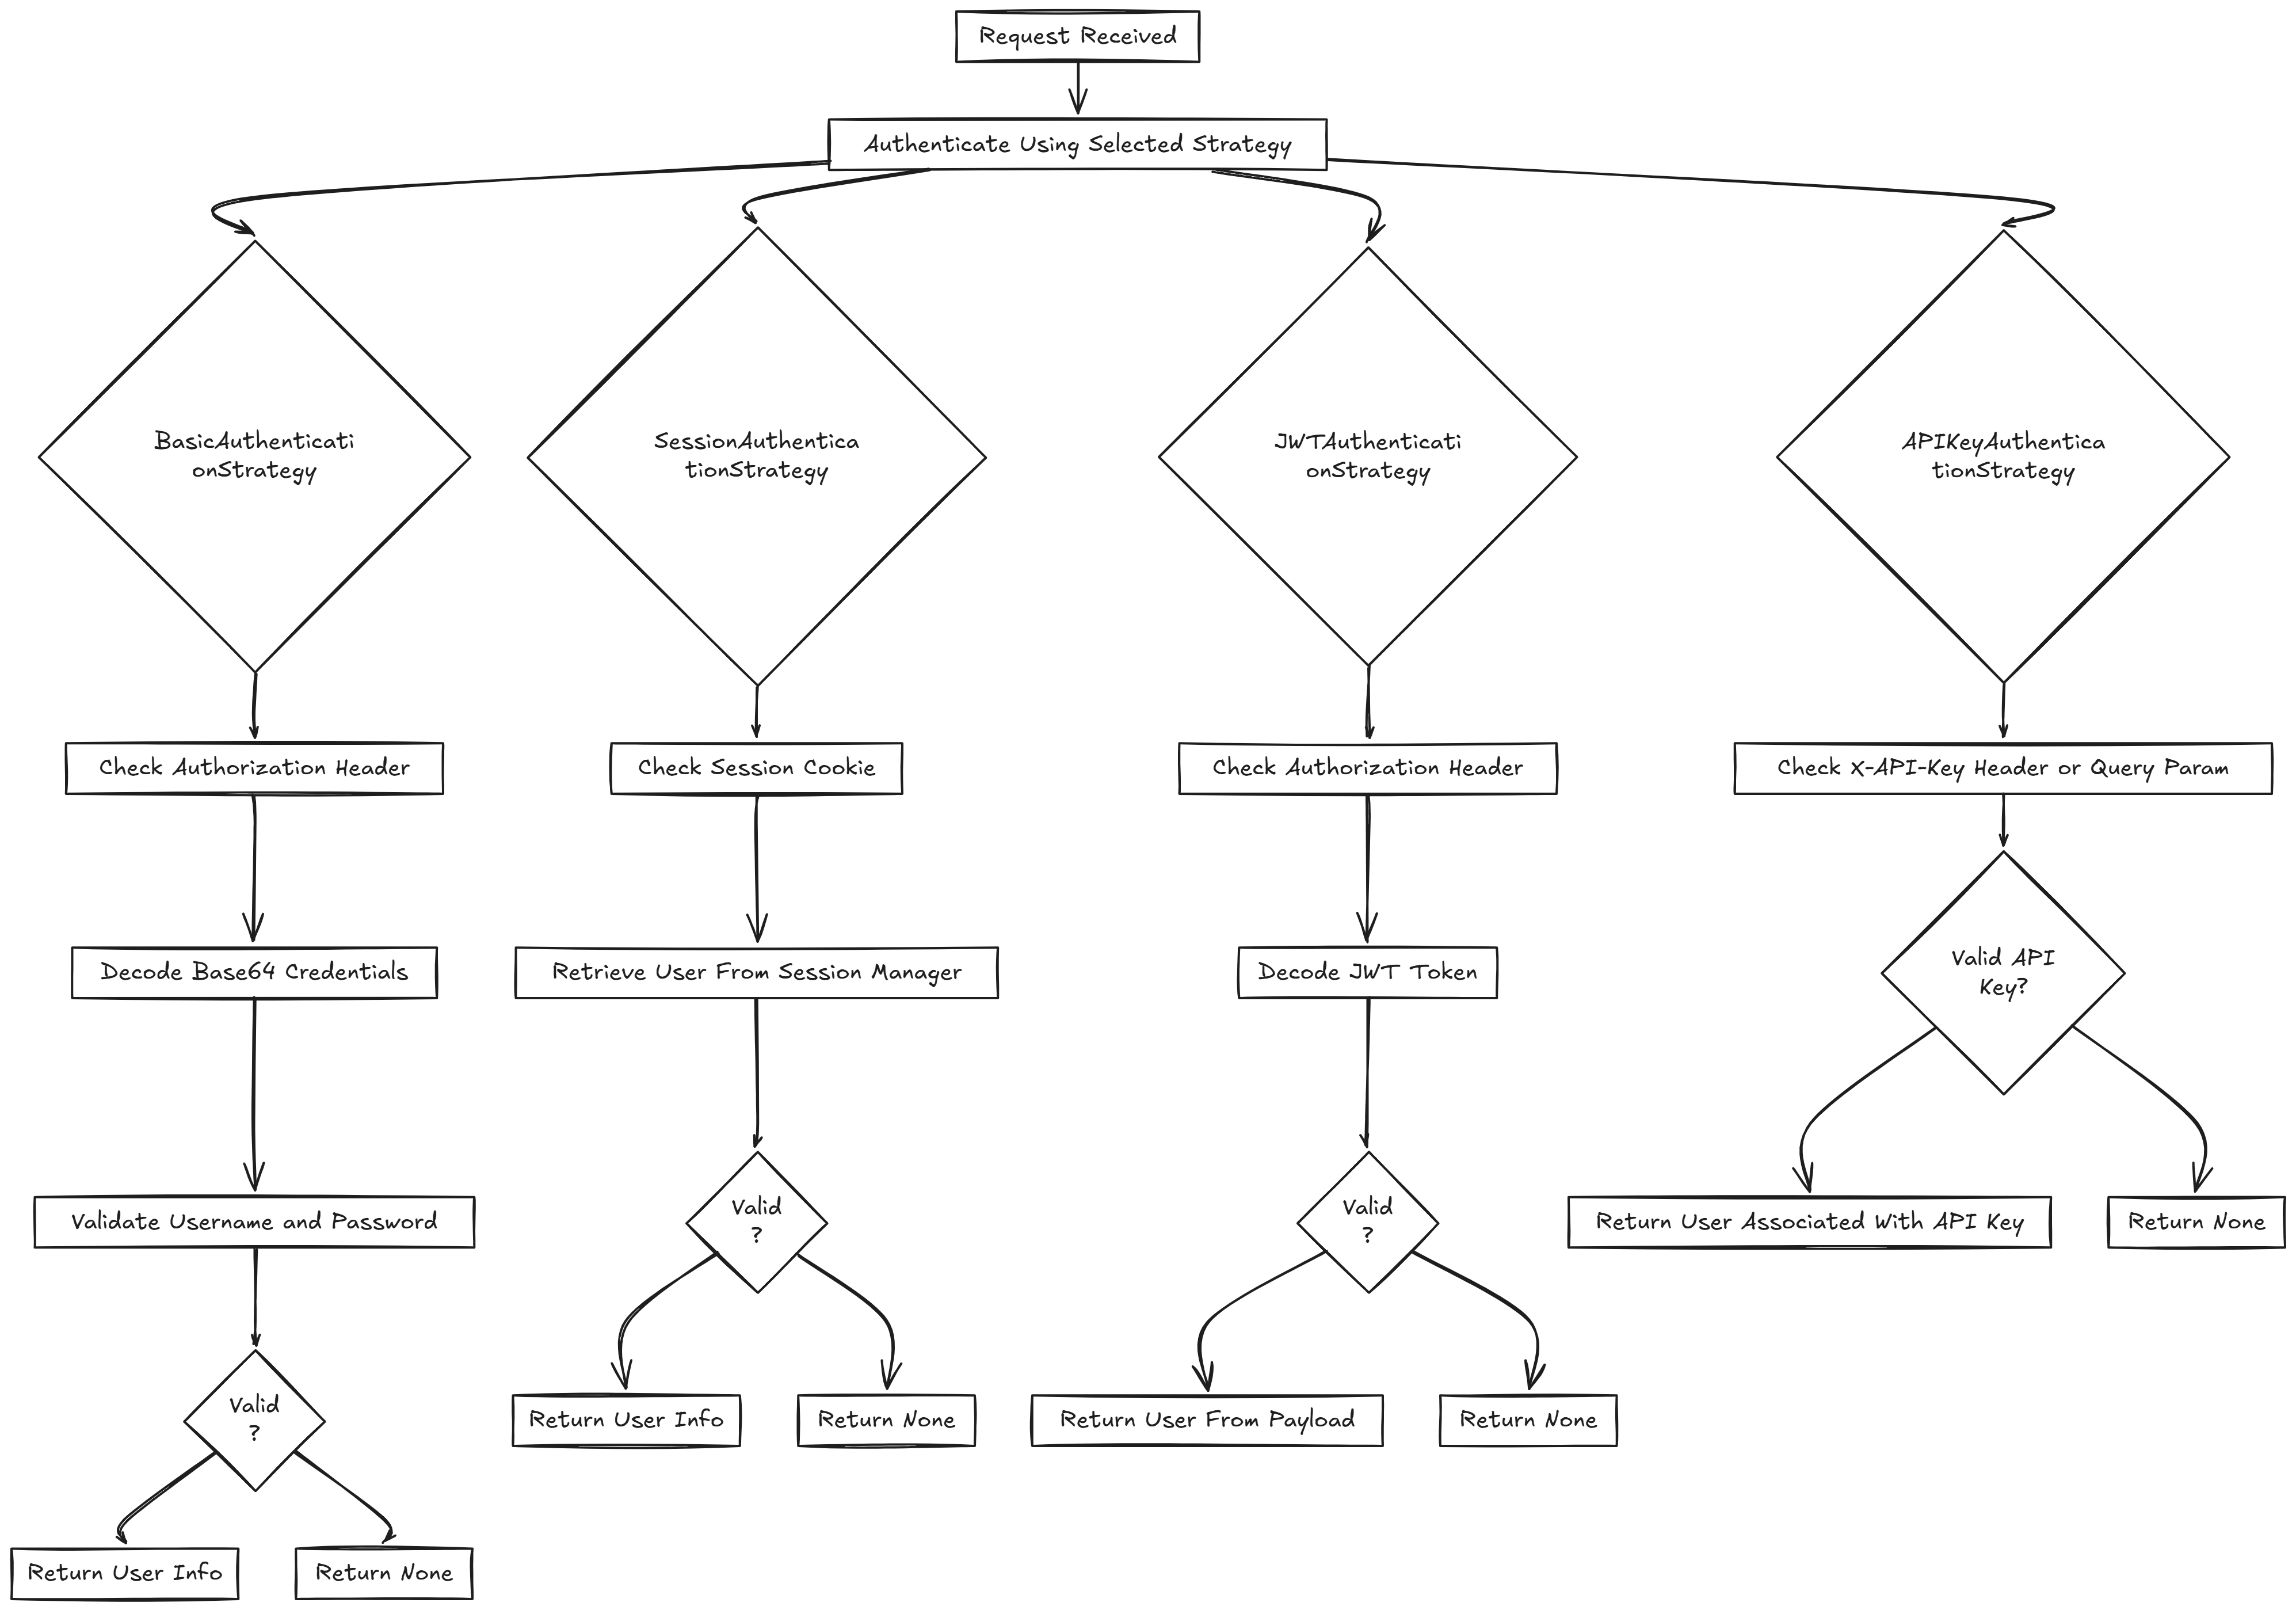 Request Received
Authenticate Using Selected Strategy
BasicAuthenticati
onStrategy
SessionAuthentica
tionStrategy
JWTAuthenticati
onStrategy
APIKeyAuthentica
tionStrategy
Check Authorization Header
Check Session Cookie
Check Authorization Header
Check X-API-Key Header or Query Param
Decode Base64 Credentials
Retrieve User From Session Manager
Decode JWT Token
Valid API
Key?
Validate Username and Password
Valid
?
Valid
?
Return User Associated With API Key
Return None
Valid
?
Return User Info
Return None
Return User From Payload
Return None
Return User Info
Return None